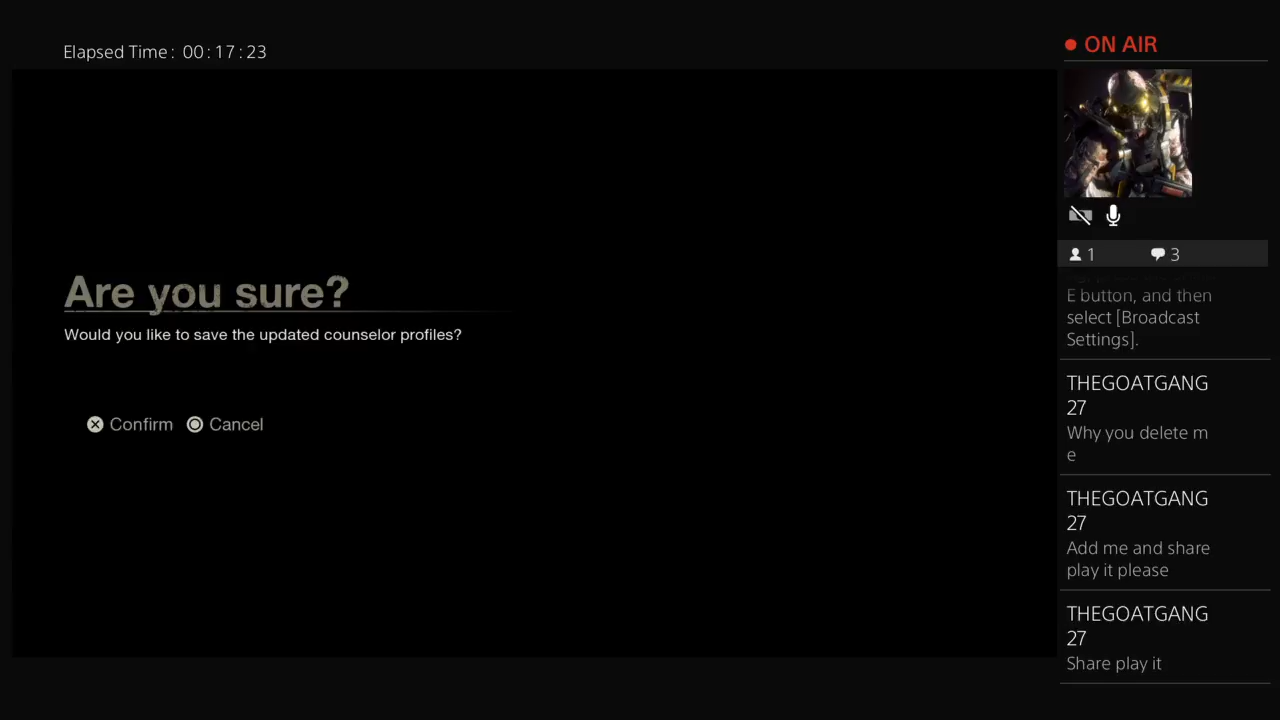 Elapsed Time: 00:17:23
ON AIR
1
3
E button, and then
select [Broadcast
Settings].
THEGOATGANG
27
Why you delete m
e
THEGOATGANG
27
Add me and share
play it please
THEGOATGANG
27
Share play it
Are you sure?
Would you like to save the updated counselor profiles?
Confirm
Cancel